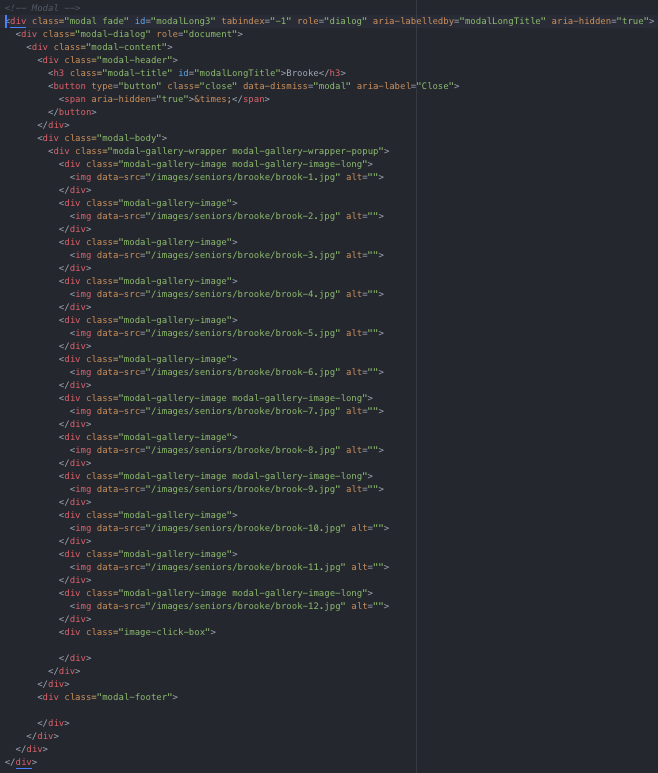 <!-- Modal -->
<div class="modal fade" id="modalLong3" tabindex="-1" role="dialog" aria-labelledby="modalLongTitle" aria-hidden="true">
<div class="modal-dialog" role="document">
<div class="modal-content">
<div class="modal-header">
<h3 class="modal-title" id="modalLongTitle">Brooke</h3>
<button type="button" class="close" data-dismiss="modal" aria-label="Close">
<span aria-hidden="true">&times;</span>
</button>
</div>
<div class="modal-body">
<div class="modal-gallery-wrapper modal-gallery-wrapper-popup">
<div class="modal-gallery-image modal-gallery-image-long">
<img data-src="/images/seniors/brooke/brook-1.jpg" alt="">
</div>
<div class="modal-gallery-image">
<img data-src="/images/seniors/brooke/brook-2.jpg" alt="">
</div>
<div class="modal-gallery-image">
<img data-src="/images/seniors/brooke/brook-3.jpg" alt="">
</div>
<div class="modal-gallery-image">
<img data-src="/images/seniors/brooke/brook-4.jpg" alt="">
</div>
<div class="modal-gallery-image">
<img data-src="/images/seniors/brooke/brook-5.jpg" alt="">
</div>
<div class="modal-gallery-image">
<img data-src="/images/seniors/brooke/brook-6.jpg" alt="">
</div>
<div class="modal-gallery-image modal-gallery-image-long">
<img data-src="/images/seniors/brooke/brook-7.jpg" alt="">
</div>
<div class="modal-gallery-image">
<img data-src="/images/seniors/brooke/brook-8.jpg" alt="">
</div>
<div class="modal-gallery-image modal-gallery-image-long">
<img data-src="/images/seniors/brooke/brook-9.jpg" alt="">
</div>
<div class="modal-gallery-image">
<img data-src="/images/seniors/brooke/brook-10.jpg" alt="">
</div>
<div class="modal-gallery-image">
<img data-src="/images/seniors/brooke/brook-11.jpg" alt="">
</div>
<div class="modal-gallery-image modal-gallery-image-long">
<img data-src="/images/seniors/brooke/brook-12.jpg" alt="">
</div>
<div class="image-click-box">
</div>
</div>
</div>
<div class="modal-footer">
</div>
</div>
</div>
</div>